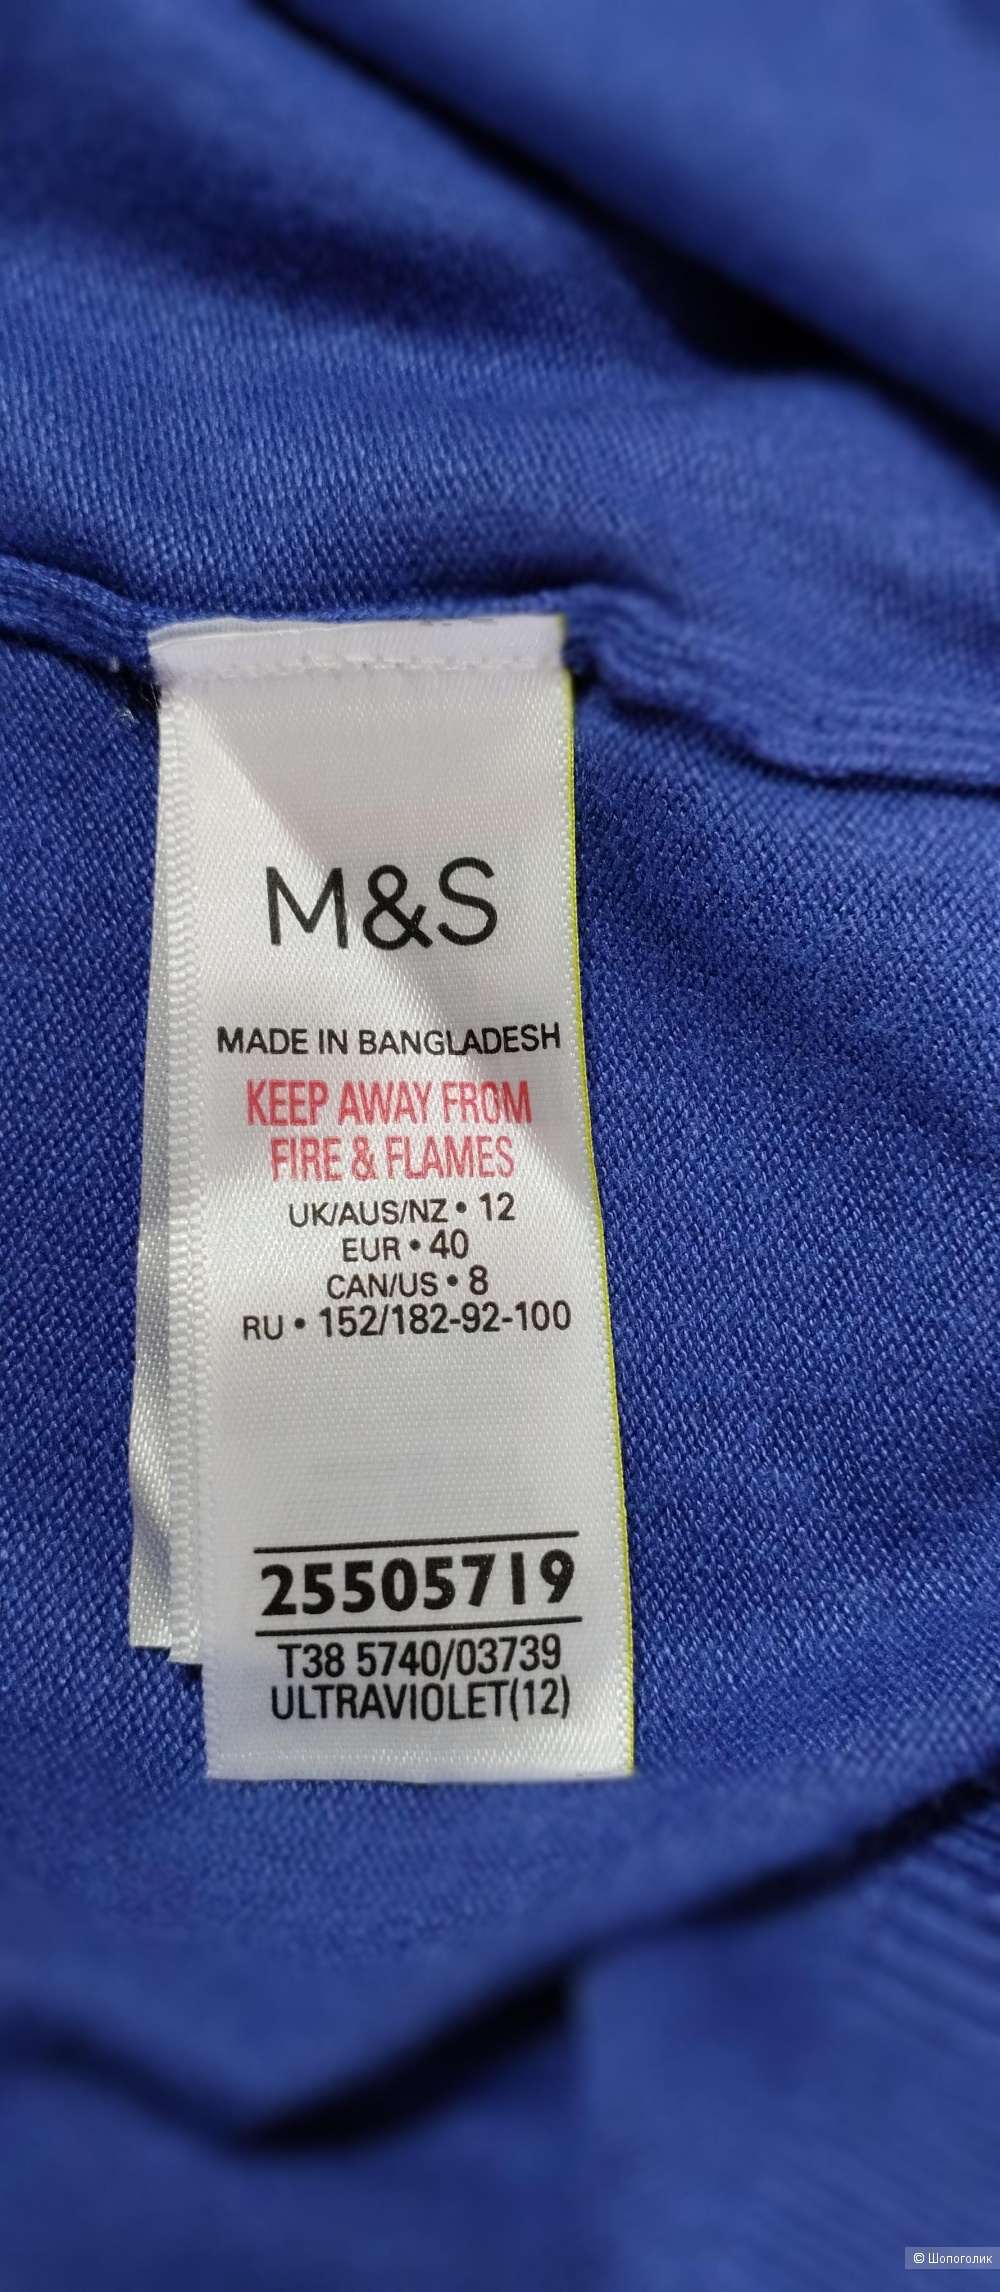 M&S
MADE IN BANGLADESH
KEEP AWAY FROM
FIRE & FLAMES
UK/AUS/NZ • 12
EUR • 40
CAN/US • 8
RU • 152/182-92-100
25505719
T38 5740/03739
ULTRAVIOLET(12)
© Шопоголик